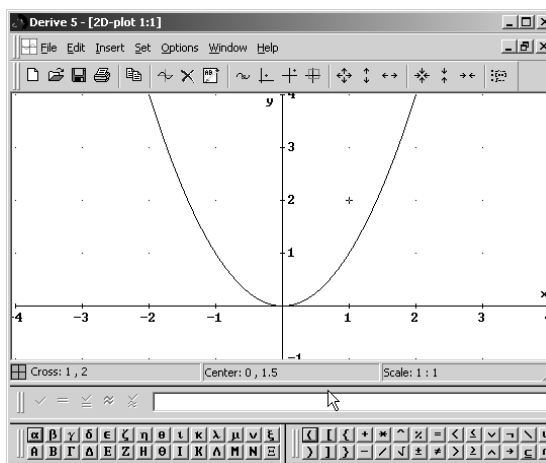 Derive 5 - [2D-plot 1:1]
File Edit Insert Set Options Window Help
y 4
3
2
1
x
-4 -3 -2 -1 1 2 3
-1
Cross: 1 , 2 Center: 0 , 1.5 Scale: 1 : 1
α β γ δ ε ζ η θ ι κ λ μ ν ξ ( [ { + * ^ % = < ≤ ∨ ¬ \
Α Β Γ Δ Ε Ζ Η Θ Ι Κ Λ Μ Ν Ξ ) ] } - / √ ± ≠ > ≥ ∧ → ⊆